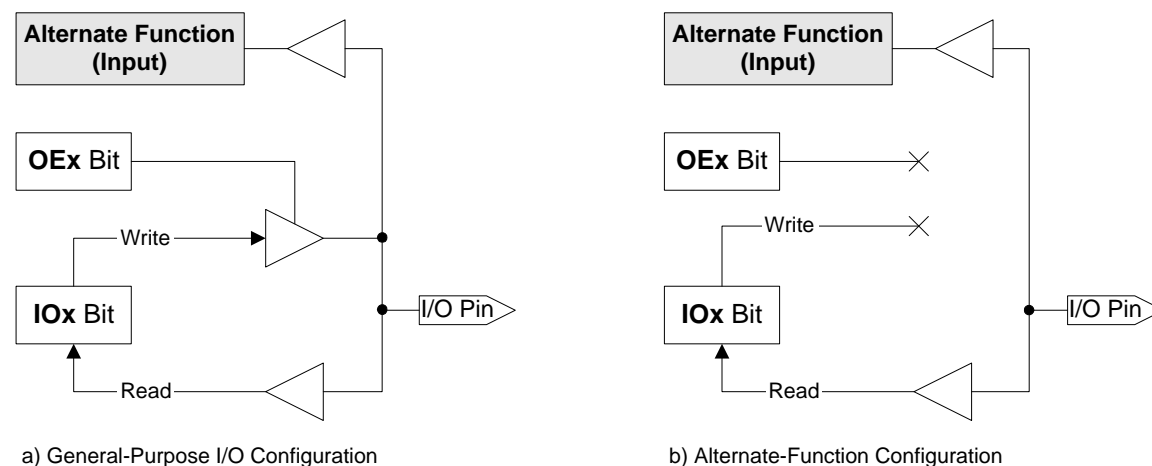 Alternate Function
(Input)
OEx Bit
Write
IOx Bit
I/O Pin
Read
a) General-Purpose I/O Configuration
Alternate Function
(Input)
OEx Bit
Write
IOx Bit
I/O Pin
Read
b) Alternate-Function Configuration